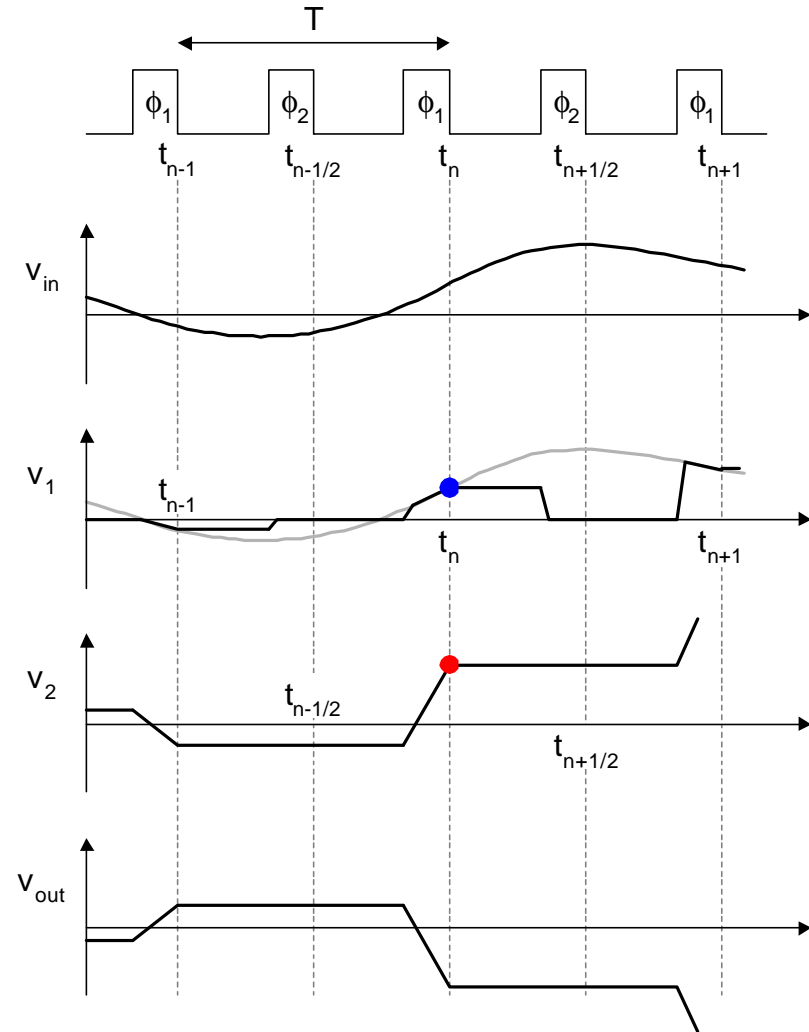 T
ϕ1 ϕ2 ϕ1 ϕ2 ϕ1
tn-1 tn-1/2 tn tn+1/2 tn+1
vin
v1
tn-1
tn tn+1
v2
tn-1/2
tn+1/2
vout